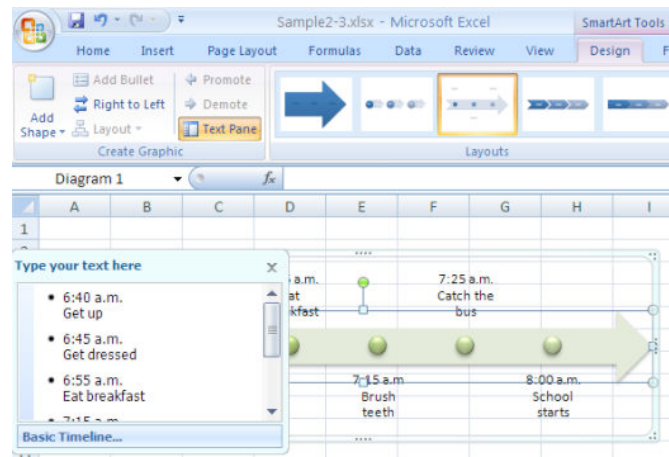 Sample2-3.xlsx - Microsoft Excel
SmartArt Tools
Home Insert Page Layout Formulas Data Review View Design
Add Shape
Add Bullet
Right to Left
Layout
Promote
Demote
Text Pane
Create Graphic
Layouts
Diagram 1
fx
A B C D E F G H I
1
Type your text here
x
• 6:40 a.m.
Get up
• 6:45 a.m.
Get dressed
• 6:55 a.m.
Eat breakfast
Basic Timeline...
a.m.
at
kfast
7:25 a.m.
Catch the
bus
7:15 a.m
Brush
teeth
8:00 a.m.
School
starts